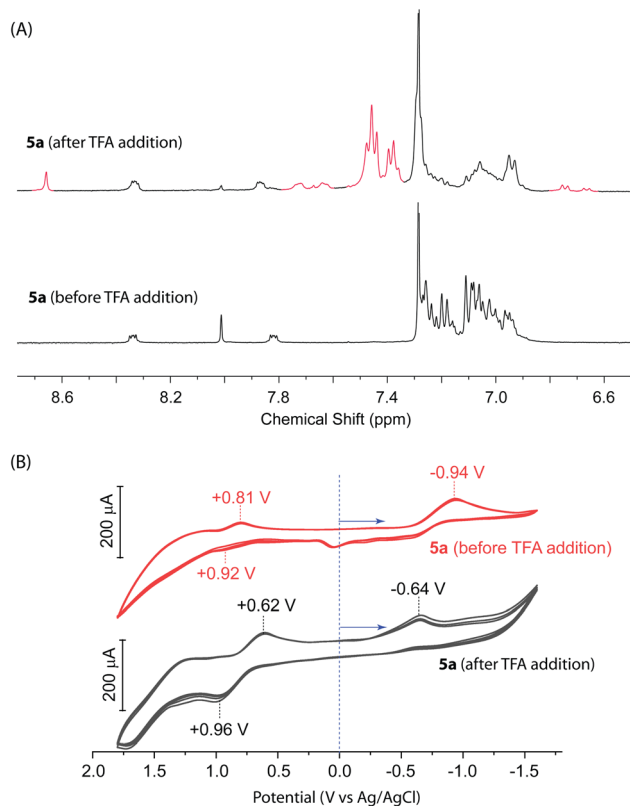 (A)
5a (after TFA addition)
5a (before TFA addition)
8.6 8.2 7.8 7.4 7.0 6.6
Chemical Shift (ppm)
(B)
200 µA
+0.81 V
-0.94 V
+0.92 V
5a (before TFA addition)
200 µA
+0.62 V
-0.64 V
5a (after TFA addition)
+0.96 V
2.0 1.5 1.0 0.5 0.0 -0.5 -1.0 -1.5
Potential (V vs Ag/AgCl)